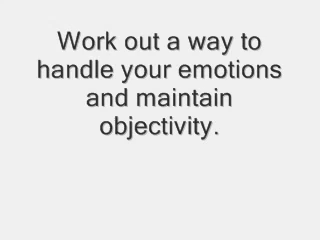 Work out a way to
handle your emotions
and maintain
objectivity.